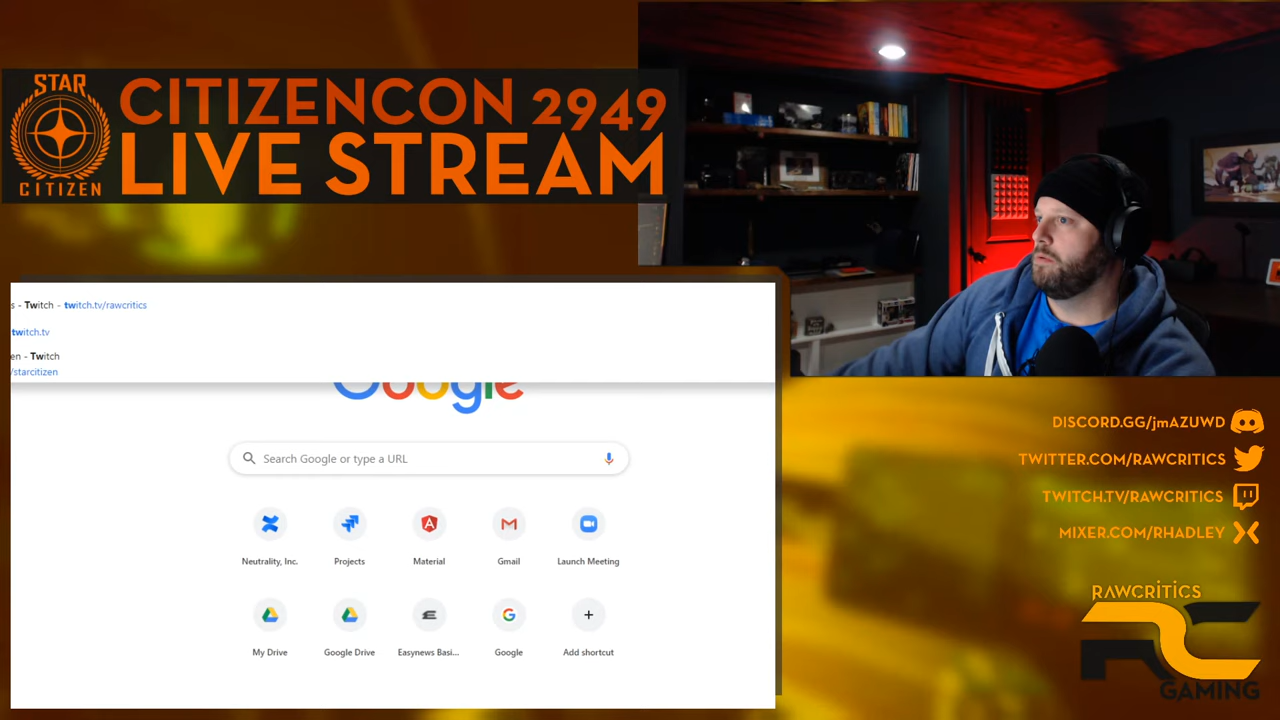 STAR
CITIZEN
CITIZENCON 2949
LIVE STREAM
s - Twitch - twitch.tv/rawcritics
twitch.tv
en - Twitch
/starcitizen
Google
Search Google or type a URL
Neutrality, Inc.
Projects
Material
Gmail
Launch Meeting
My Drive
Google Drive
Easynews Basi...
Google
Add shortcut
DISCORD.GG/jmAZUWD
TWITTER.COM/RAWCRITICS
TWITCH.TV/RAWCRITICS
MIXER.COM/RHADLEY
RAWCRITICS
RC
GAMING